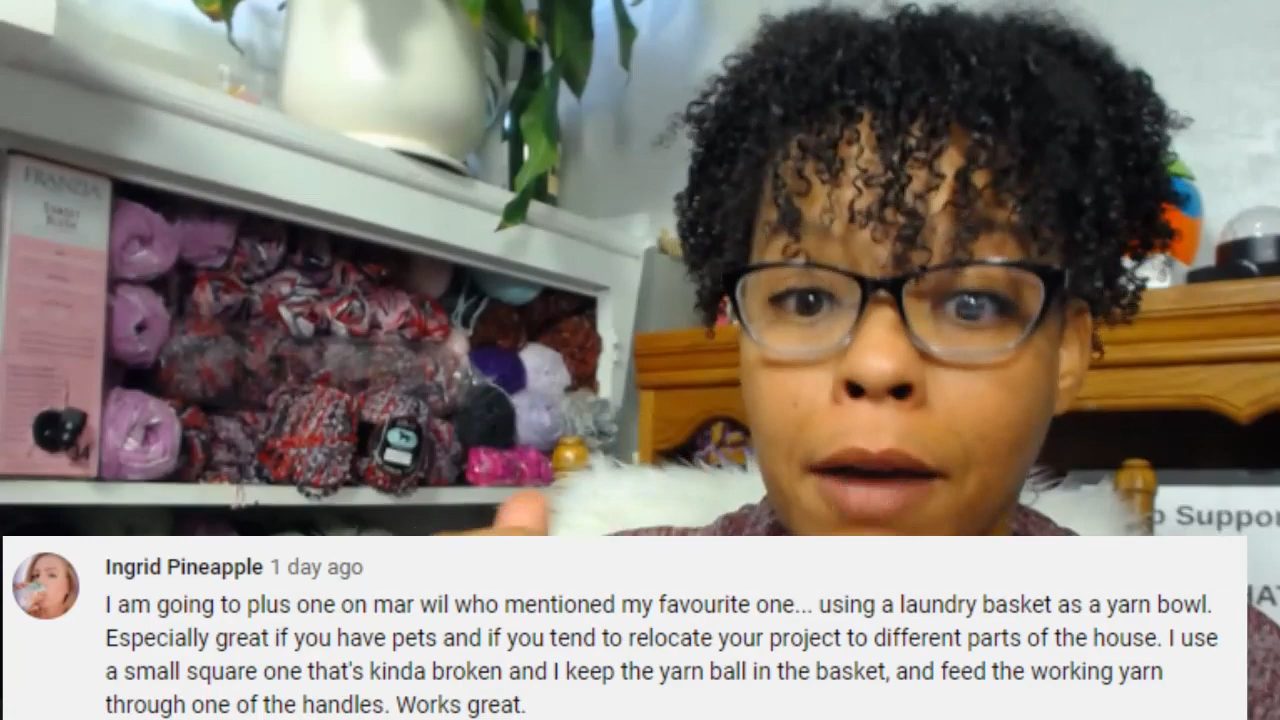 FRANDA
p Suppor
HA
Ingrid Pineapple 1 day ago
I am going to plus one on mar wil who mentioned my favourite one... using a laundry basket as a yarn bowl.
Especially great if you have pets and if you tend to relocate your project to different parts of the house. I use
a small square one that's kinda broken and I keep the yarn ball in the basket, and feed the working yarn
through one of the handles. Works great.